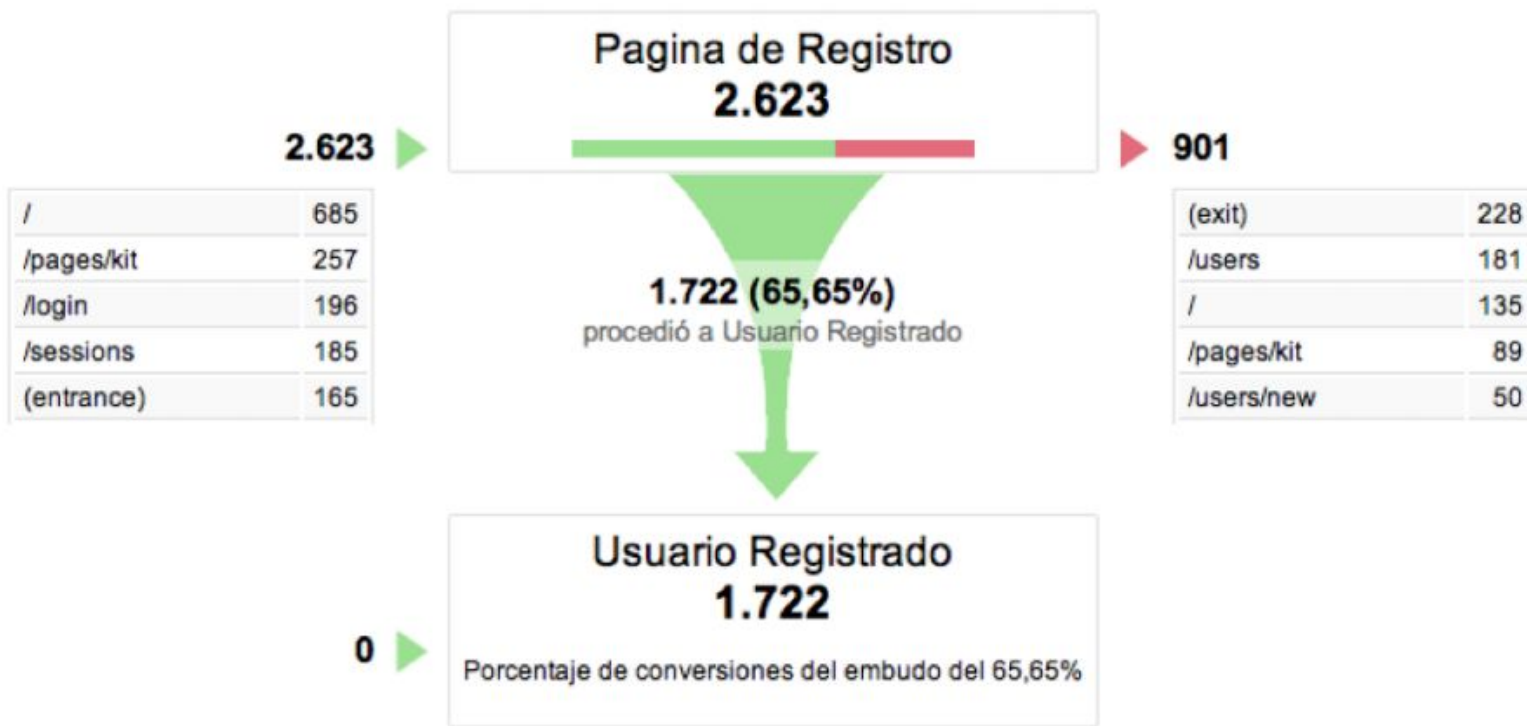 Pagina de Registro
2.623
2.623
901
/ 685
/pages/kit 257
/login 196
/sessions 185
(entrance) 165
(exit) 228
/users 181
/ 135
/pages/kit 89
/users/new 50
1.722 (65,65%)
procedió a Usuario Registrado
Usuario Registrado
1.722
0
Porcentaje de conversiones del embudo del 65,65%